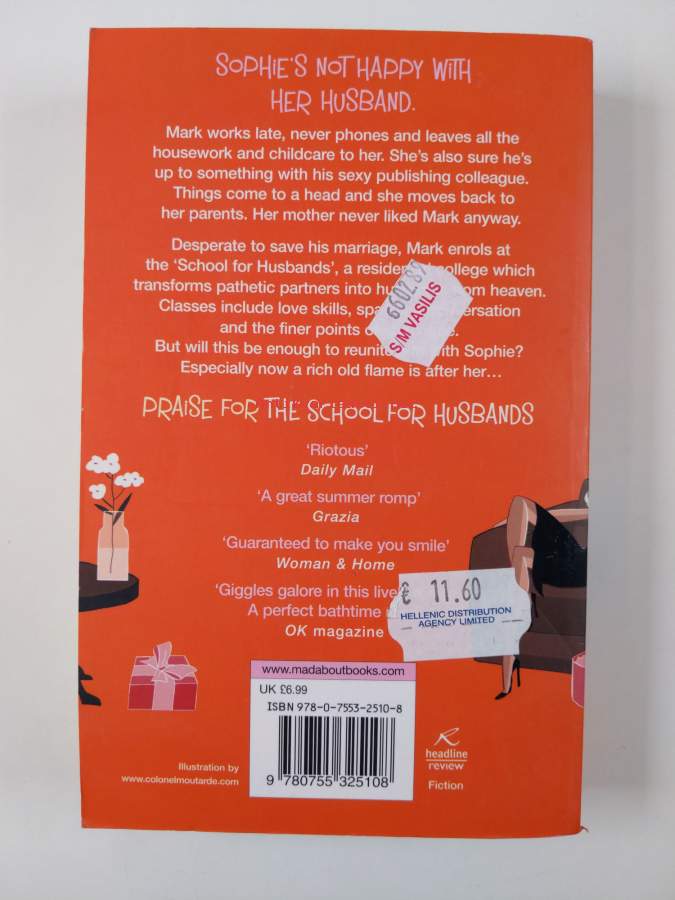 SOPHIE'S NOT HAPPY WITH
HER HUSBAND.
Mark works late, never phones and leaves all the
housework and childcare to her. She's also sure he's
up to something with his sexy publishing colleague.
Things come to a head and she moves back to
her parents. Her mother never liked Mark anyway.
Desperate to save his marriage, Mark enrols at
the 'School for Husbands', a college which
transforms pathetic partners into heaven.
Classes include love skills,
and the finer points
But will this be enough to with Sophie?
Especially now a rich old flame is after her...
660287
S/M VASILIS
PRAISE FOR THE SCHOOL FOR HUSBANDS
'Riotous'
Daily Mail
'A great summer romp'
Grazia
'Guaranteed to make you smile'
Woman & Home
'Giggles galore in this
A perfect bathtime
OK magazine
€ 11.60
HELLENIC DISTRIBUTION
AGENCY LIMITED
www.madaboutbooks.com
UK £6.99
ISBN 978-0-7553-2510-8
9 780755 325108
Illustration by
www.colonelmoutarde.com
R
headline
review
Fiction